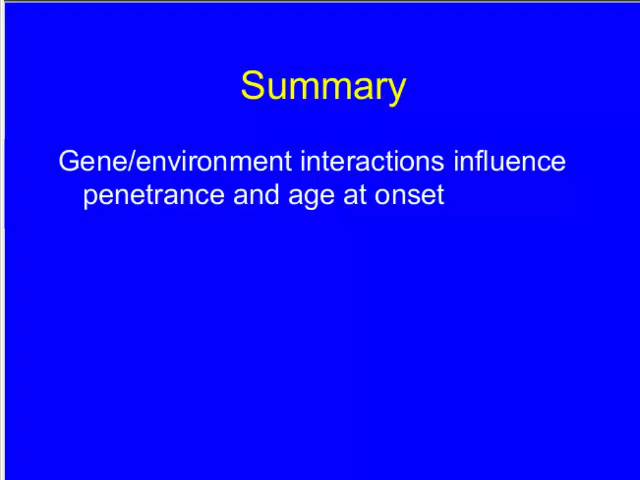 Summary
Gene/environment interactions influence
penetrance and age at onset